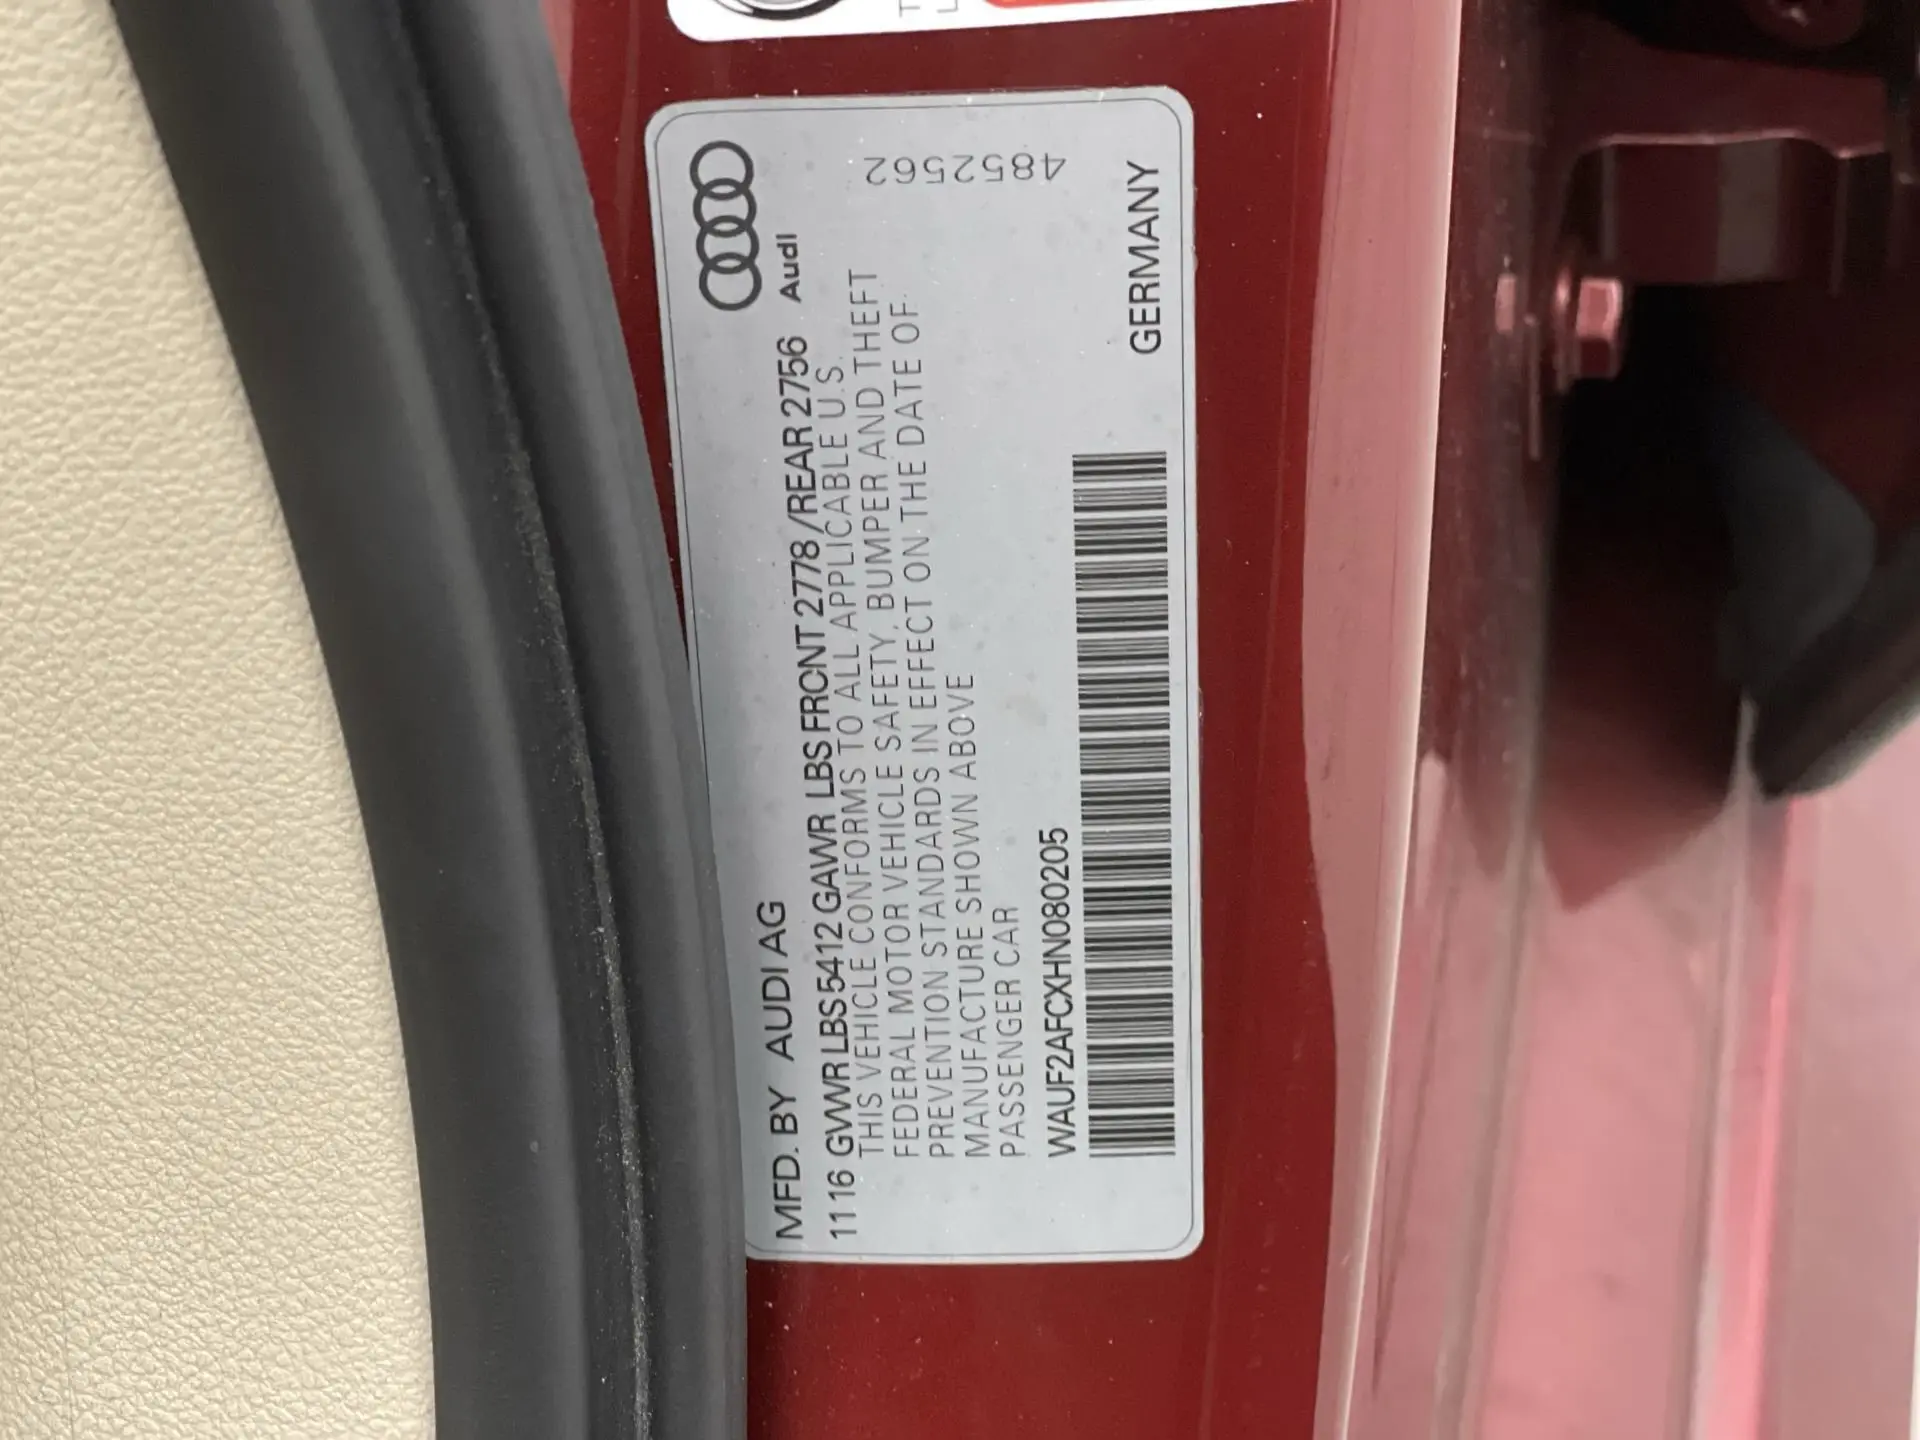 MFD. BY AUDI AG
Audi
11 16 GVWR LBS 5412 GAWR LBS FRONT 2778 / REAR 2756
THIS VEHICLE CONFORMS TO ALL APPLICABLE U.S.
FEDERAL MOTOR VEHICLE SAFETY, BUMPER AND THEFT
PREVENTION STANDARDS IN EFFECT ON THE DATE OF
MANUFACTURE SHOWN ABOVE
PASSENGER CAR
4852562
WAUF2AFCXHN080205
GERMANY